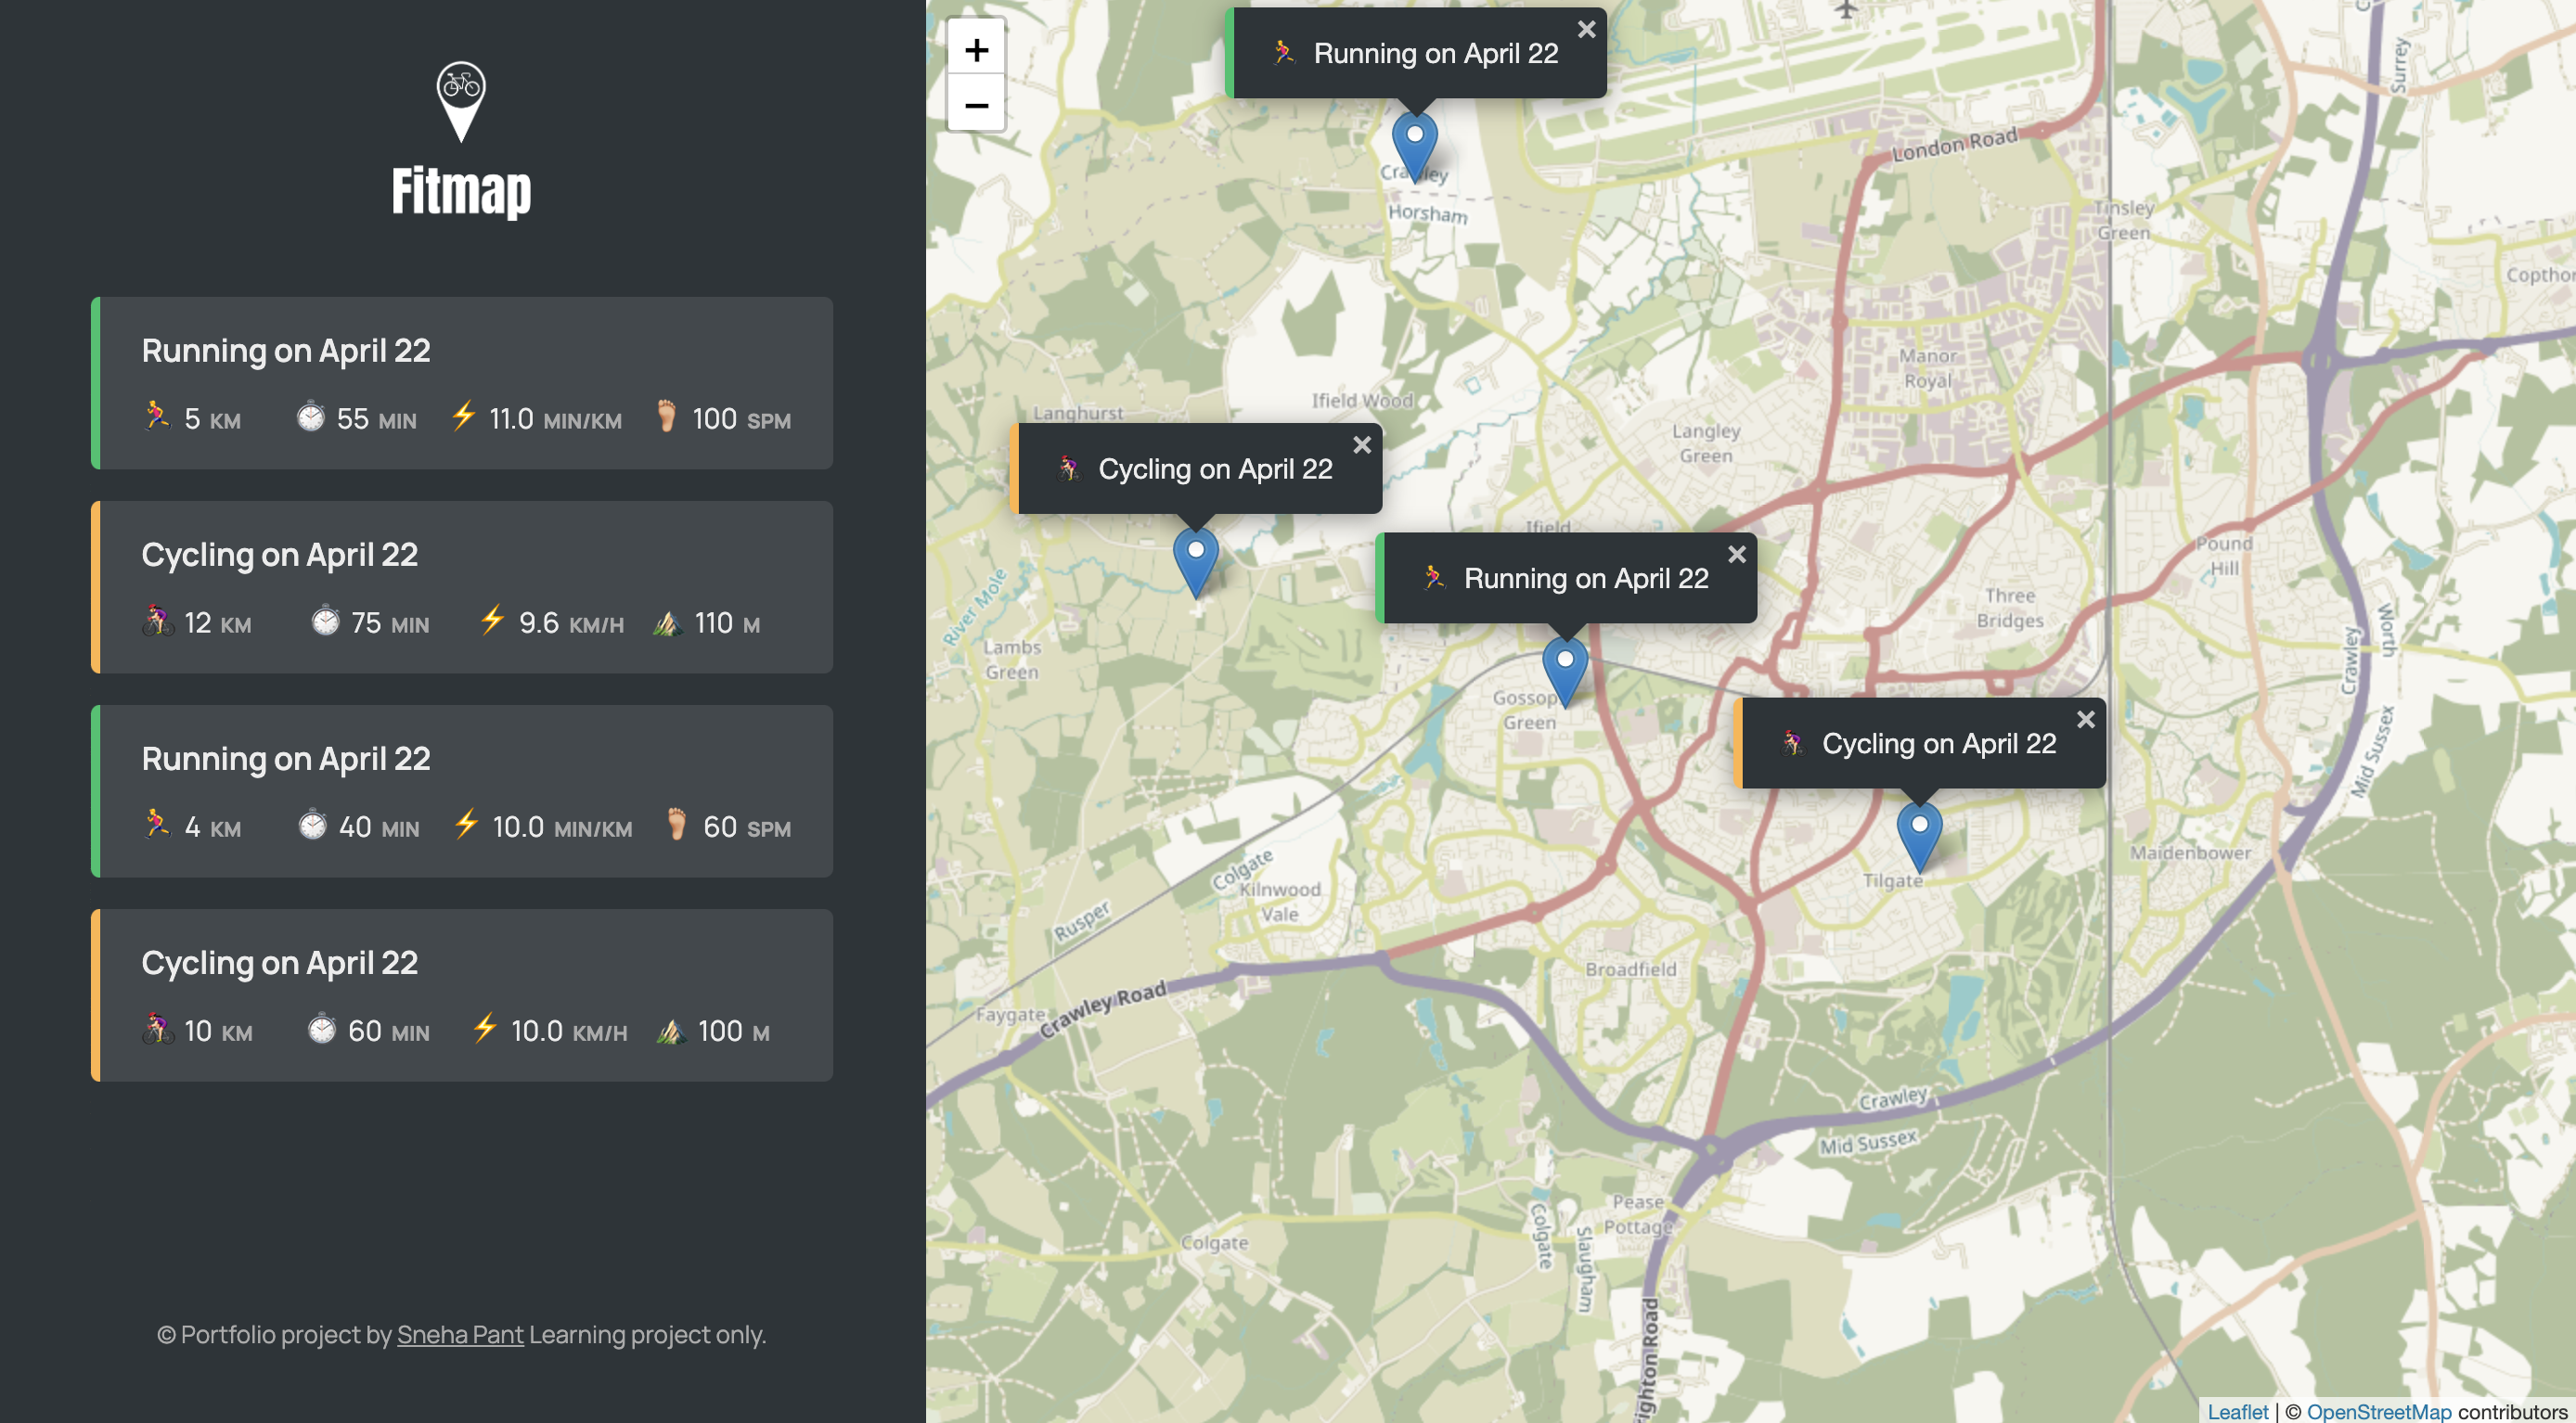 Fitmap
Running on April 22
5 KM 55 MIN 11.0 MIN/KM 100 SPM
Cycling on April 22
12 KM 75 MIN 9.6 KM/H 110 M
Running on April 22
4 KM 40 MIN 10.0 MIN/KM 60 SPM
Cycling on April 22
10 KM 60 MIN 10.0 KM/H 100 M
© Portfolio project by Sneha Pant Learning project only.
+
−
Running on April 22 ×
Crawley
Horsham
London Road
Surrey
Tinsley
Green
Manor
Royal
Ifield Wood
Langhurst
Langley
Green
Cycling on April 22 ×
Ifield
Running on April 22 ×
Pound
Hill
Three
Bridges
River Mole
Lambs
Green
Gossop
Green
Crawley
North
Mid Sussex
Cycling on April 22 ×
Maidenbower
Tilgate
Colgate
Kilnwood
Vale
Rusper
Broadfield
Faygate
Crawley Road
Crawley
Mid Sussex
Pease
Pottage
Colgate
Colgate
Slaugham
Leaflet | © OpenStreetMap contributors